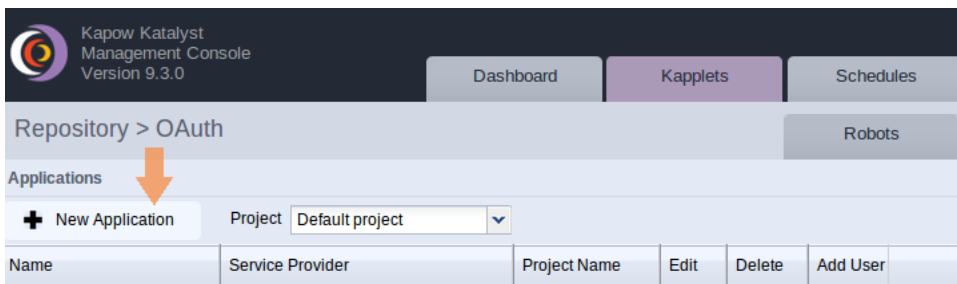 Kapow Katalyst
Management Console
Version 9.3.0
Dashboard Kapplets Schedules
Repository > OAuth
Robots
Applications
New Application Project Default project
Name Service Provider Project Name Edit Delete Add User